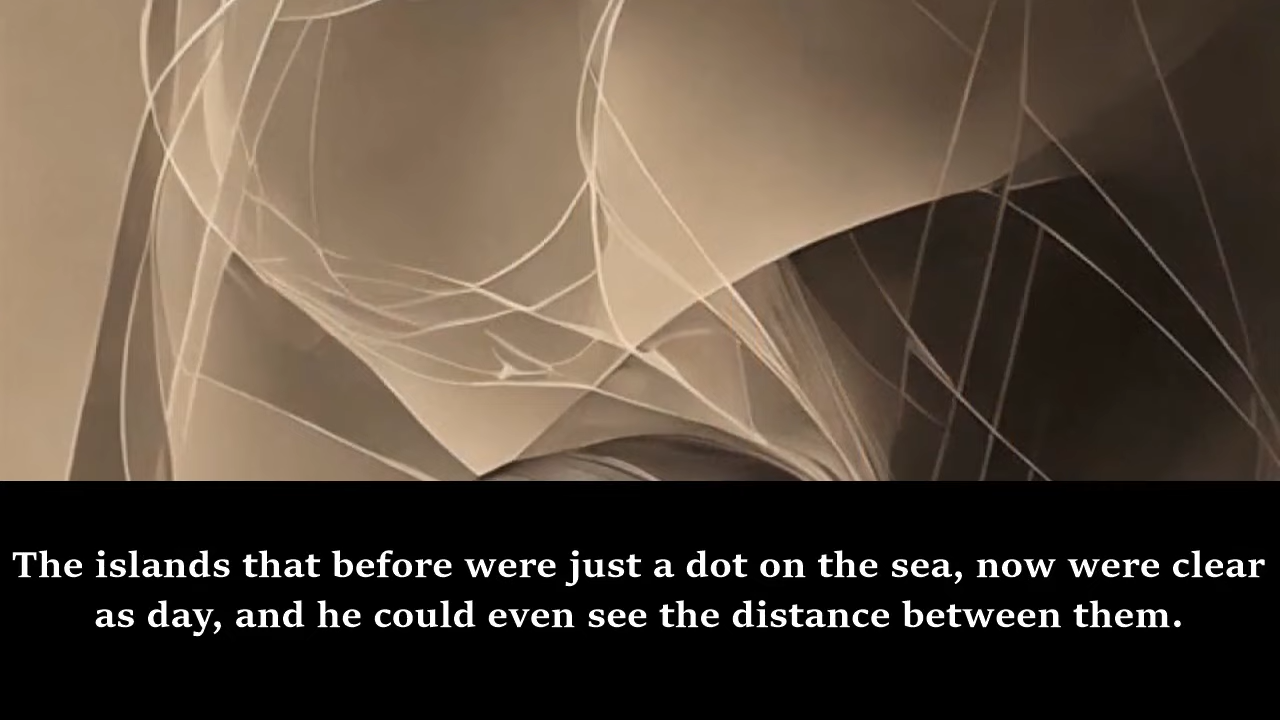 The islands that before were just a dot on the sea, now were clear
as day, and he could even see the distance between them.